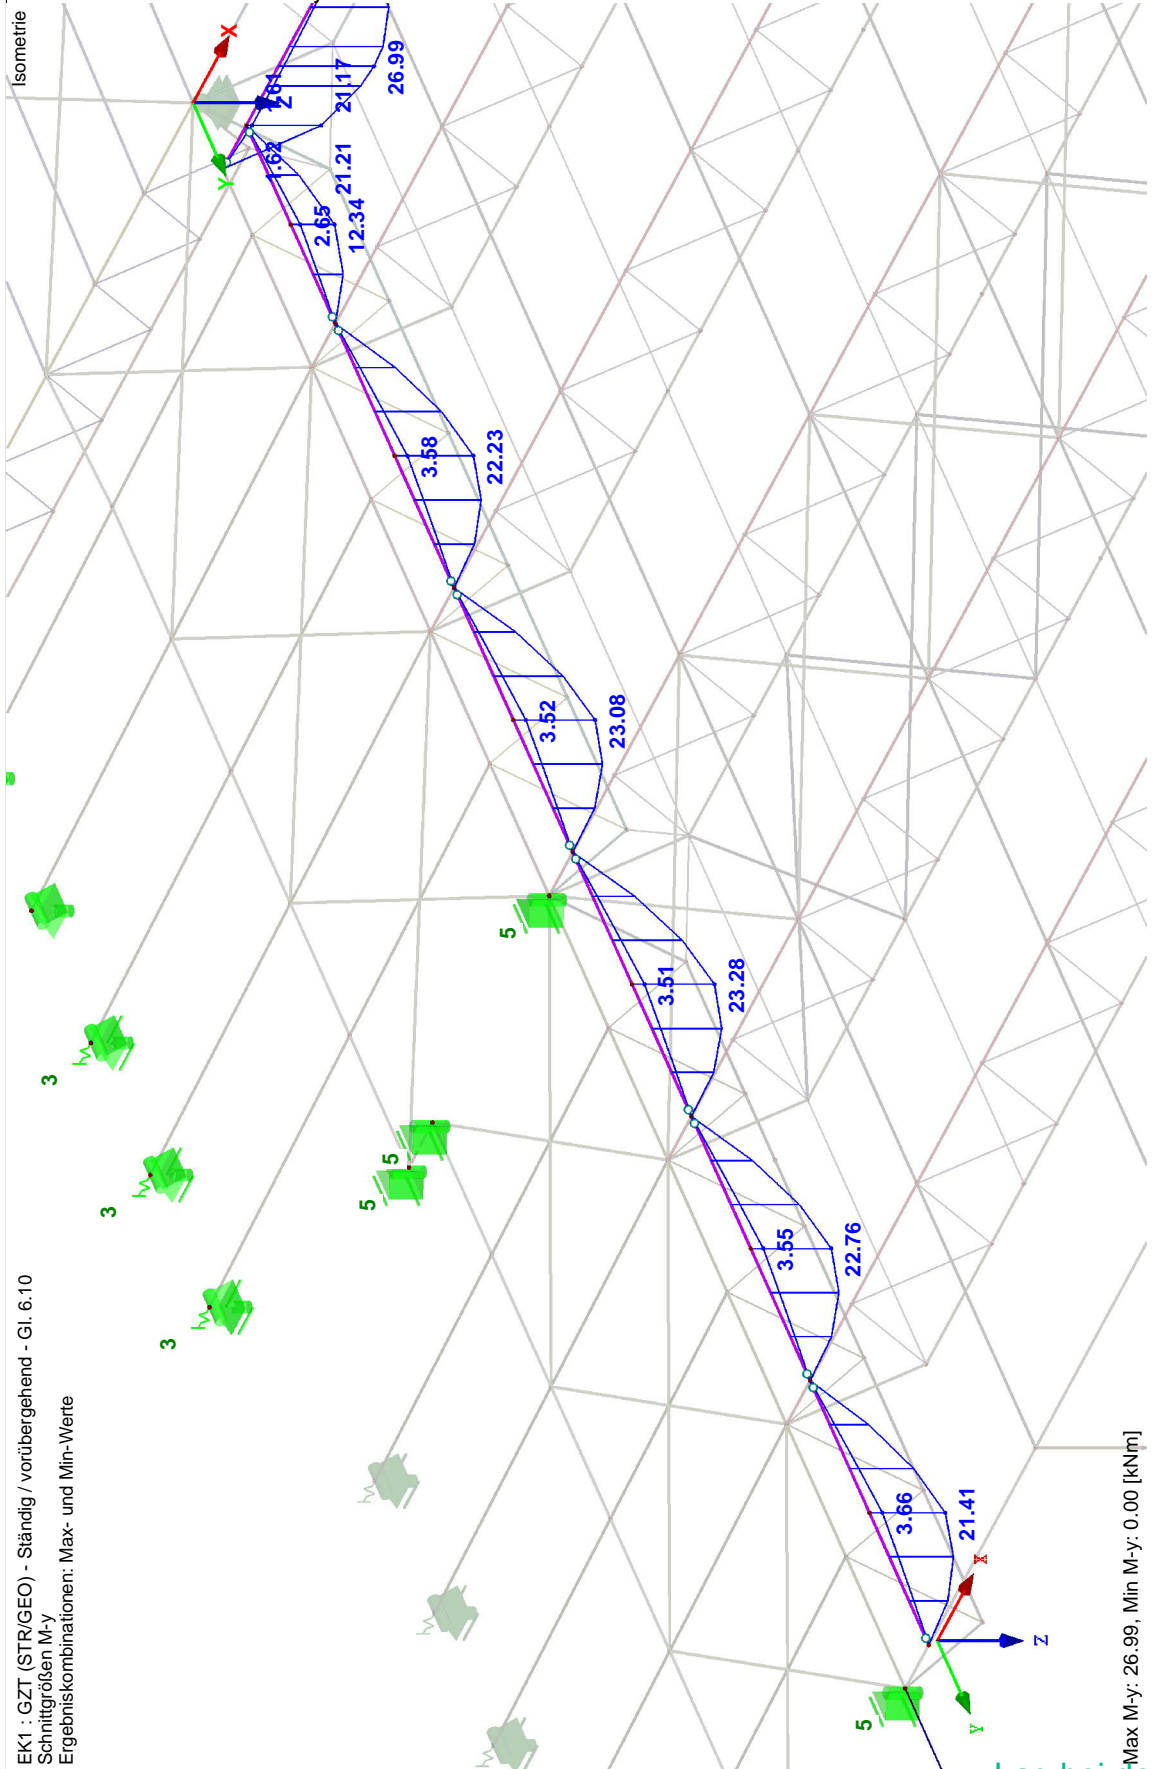 EK1 : GZT (STR/GEO) - Ständig / vorübergehend - Gl. 6.10
Isometrie
Schnittgrößen M-y
Ergebniskombinationen: Max- und Min-Werte
3
3
3
5
5
5
5
3.66
21.41
3.55
22.76
3.51
23.28
3.52
23.08
3.58
22.23
2.65
12.34
1.62
21.21
21.17
26.99
X
Y
Z
X
Y
Z
Max M-y: 26.99, Min M-y: 0.00 [kNm]